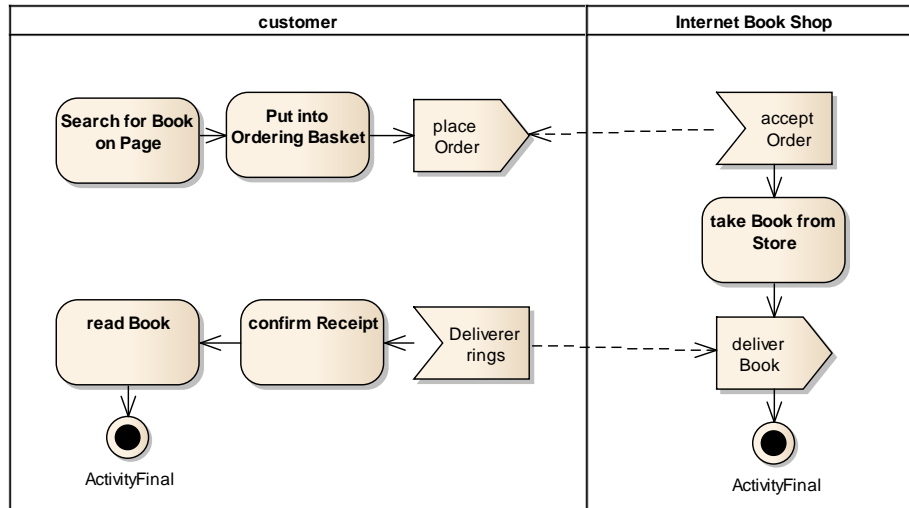 customer
Internet Book Shop
Search for Book
on Page
Put into
Ordering Basket
place
Order
accept
Order
take Book from
Store
read Book
confirm Receipt
Deliverer
rings
deliver
Book
ActivityFinal
ActivityFinal